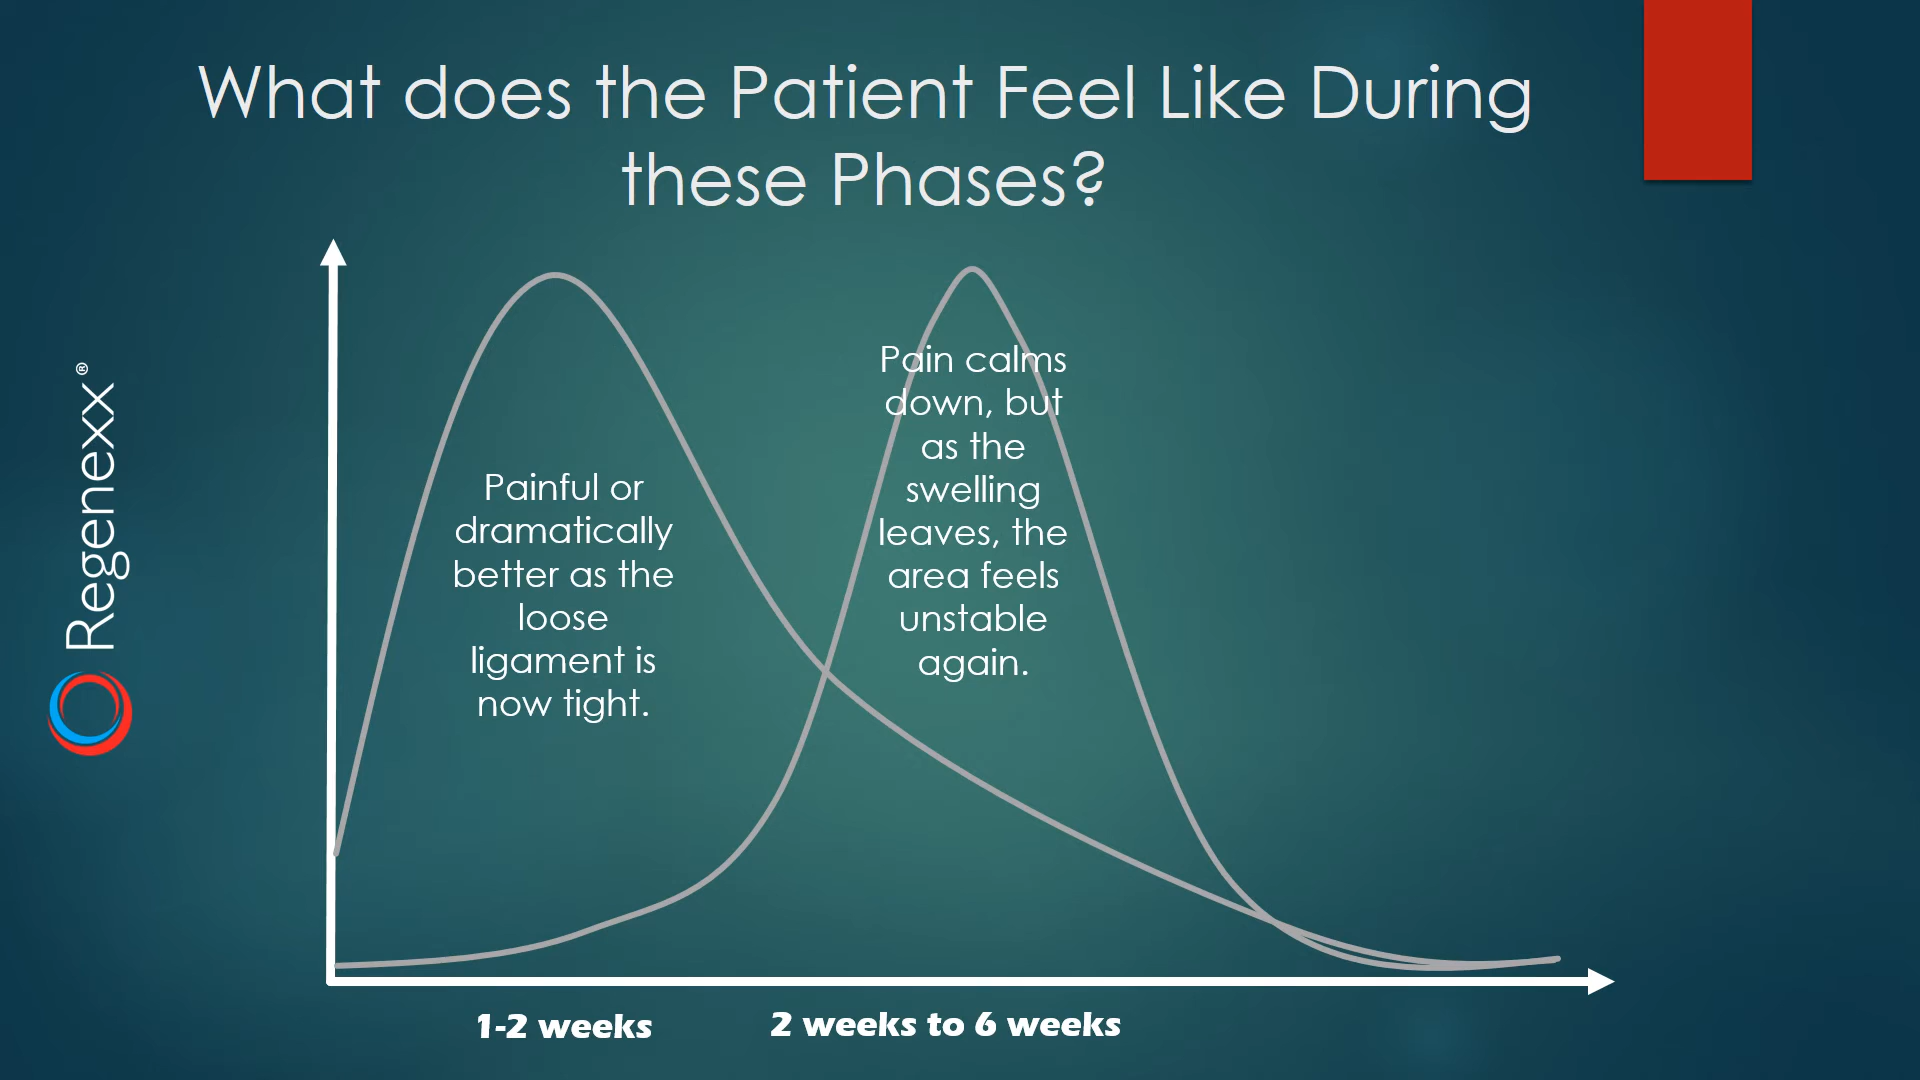 What does the Patient Feel Like During
these Phases?
Regenexx®
Painful or
dramatically
better as the
loose
ligament is
now tight.
Pain calms
down, but
as the
swelling
leaves, the
area feels
unstable
again.
1-2 weeks
2 weeks to 6 weeks